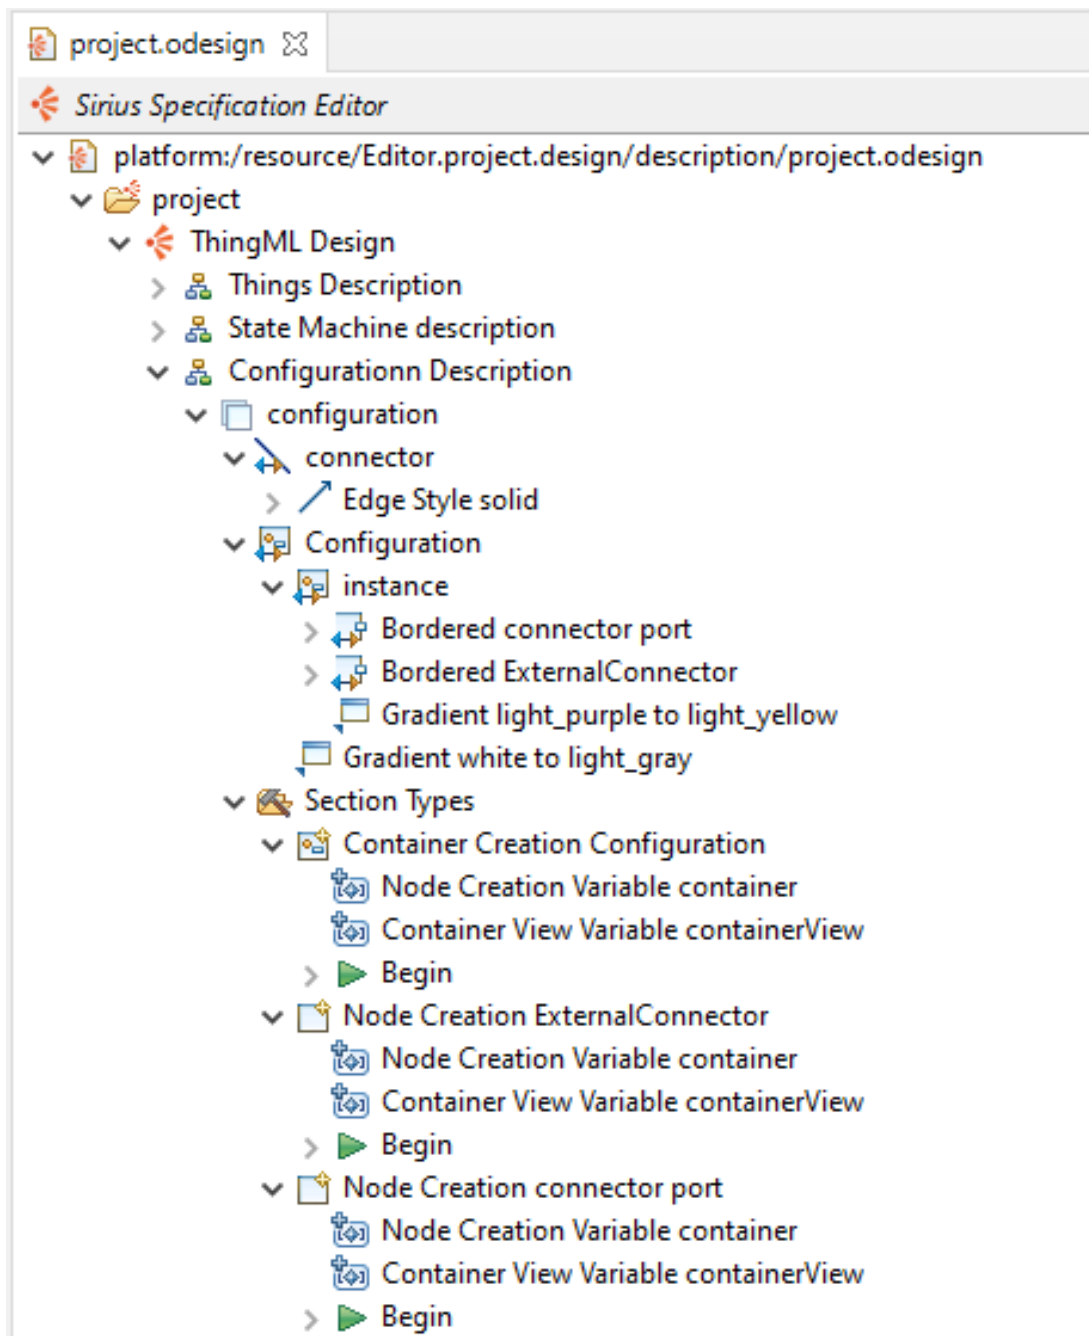 project.odesign
Sirius Specification Editor
platform:/resource/Editor.project.design/description/project.odesign
project
ThingML Design
Things Description
State Machine description
Configurationn Description
configuration
connector
Edge Style solid
Configuration
instance
Bordered connector port
Bordered ExternalConnector
Gradient light_purple to light_yellow
Gradient white to light_gray
Section Types
Container Creation Configuration
Node Creation Variable container
Container View Variable containerView
Begin
Node Creation ExternalConnector
Node Creation Variable container
Container View Variable containerView
Begin
Node Creation connector port
Node Creation Variable container
Container View Variable containerView
Begin